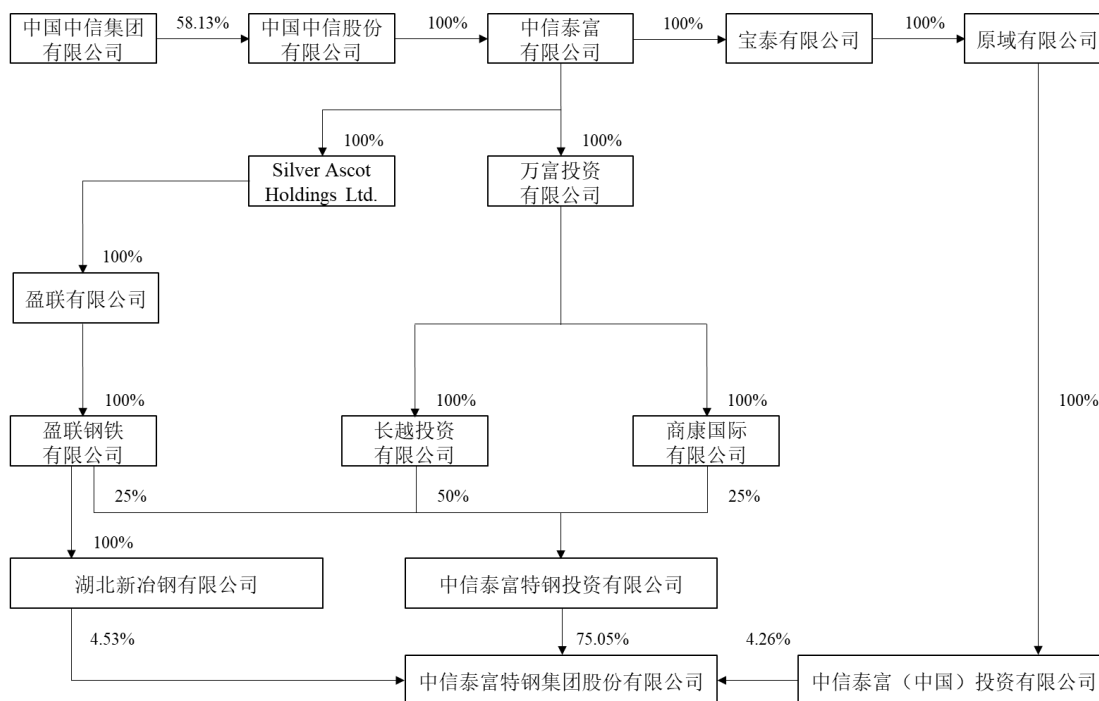 中国中信集团
有限公司
58.13%
中国中信股份
有限公司
100%
中信泰富
有限公司
100%
宝泰有限公司
100%
原域有限公司
100%
100%
Silver Ascot
Holdings Ltd.
万富投资
有限公司
100%
盈联有限公司
100%
100%
100%
100%
盈联钢铁
有限公司
长越投资
有限公司
商康国际
有限公司
25%
50%
25%
100%
湖北新冶钢有限公司
中信泰富特钢投资有限公司
4.53%
75.05%
4.26%
中信泰富特钢集团股份有限公司
中信泰富（中国）投资有限公司